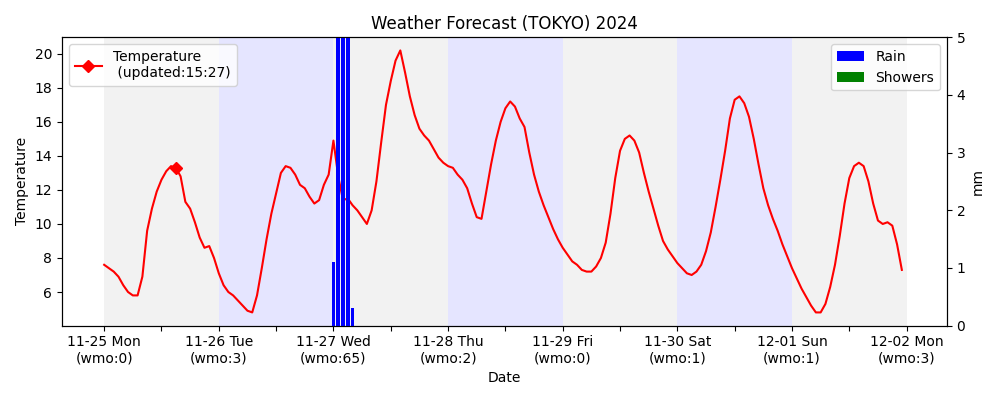 Weather Forecast (TOKYO) 2024
Temperature
(updated:15:27)
Rain
Showers
Temperature
20
18
16
14
12
10
8
6
5
4
3
2
1
0
mm
11-25 Mon
(wmo:0)
11-26 Tue
(wmo:3)
11-27 Wed
(wmo:65)
11-28 Thu
(wmo:2)
11-29 Fri
(wmo:0)
11-30 Sat
(wmo:1)
12-01 Sun
(wmo:1)
12-02 Mon
(wmo:3)
Date